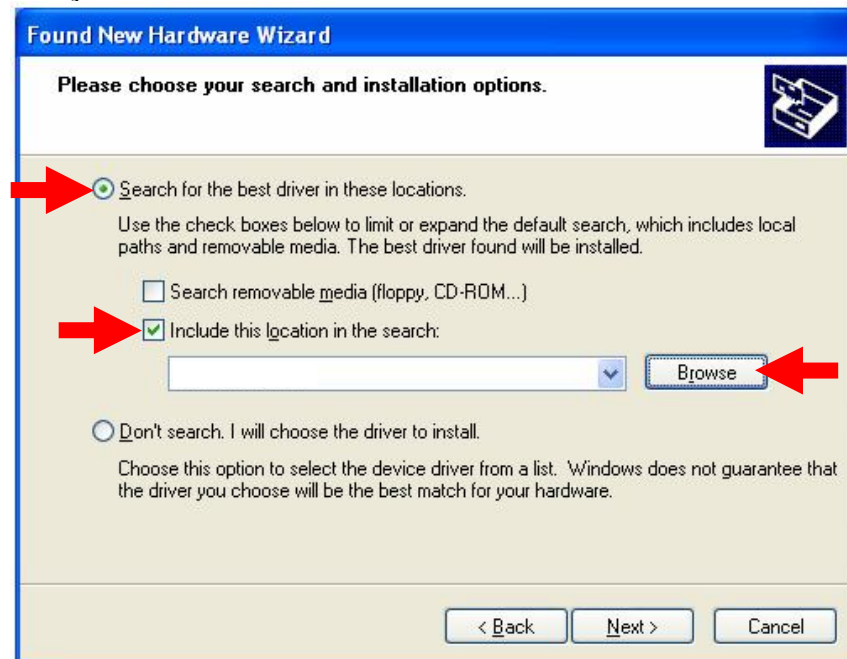 Found New Hardware Wizard
Please choose your search and installation options.
Search for the best driver in these locations.
Use the check boxes below to limit or expand the default search, which includes local
paths and removable media. The best driver found will be installed.
Search removable media (floppy, CD-ROM...)
Include this location in the search:
Browse
Don't search. I will choose the driver to install.
Choose this option to select the device driver from a list. Windows does not guarantee that
the driver you choose will be the best match for your hardware.
< Back Next > Cancel